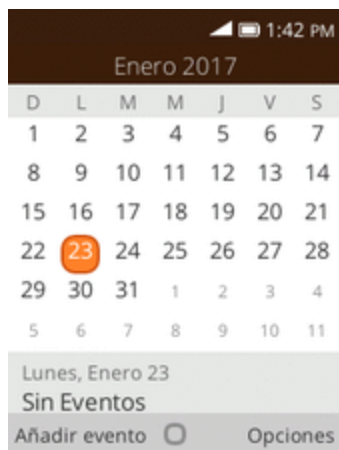 1:42 PM
Enero 2017
D L M M J V S
1 2 3 4 5 6 7
8 9 10 11 12 13 14
15 16 17 18 19 20 21
22 23 24 25 26 27 28
29 30 31 1 2 3 4
5 6 7 8 9 10 11
Lunes, Enero 23
Sin Eventos
Añadir evento Opciones